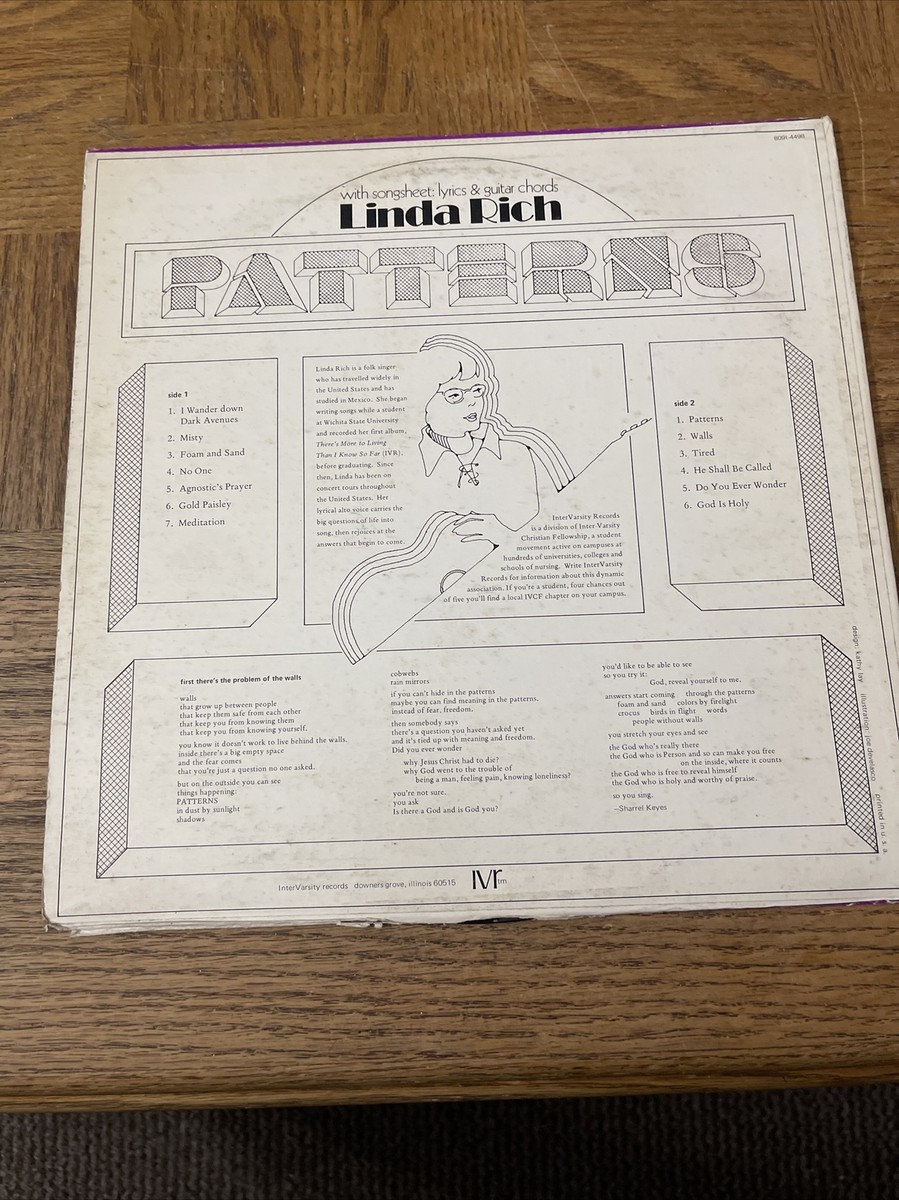 6091-4496
with songsheet: lyrics & guitar chords
Linda Rich
PATTERNS
side 1
1. I Wander down
Dark Avenues
2. Misty
3. Foam and Sand
4. No One
5. Agnostic's Prayer
6. Gold Paisley
7. Meditation
Linda Rich is a folk singer
who has travelled widely in
the United States and has
studied in Mexico. She began
writing songs while a student
at Wichita State University
and recorded her first album,
There's More to Living
Than I Know So Far (IVR),
before graduating. Since
then, Linda has been on
concert tours throughout
the United States. Her
lyrical alto voice carries the
big questions of life into
song, then rejoices at the
answers that begin to come.
InterVarsity Records
is a division of Inter-Varsity
Christian Fellowship, a student
movement active on campuses at
hundreds of universities, colleges and
schools of nursing. Write InterVarsity
Records for information about this dynamic
association. If you're a student, four chances out
of five you'll find a local IVCF chapter on your campus.
side 2
1. Patterns
2. Walls
3. Tired
4. He Shall Be Called
5. Do You Ever Wonder
6. God Is Holy
first there's the problem of the walls
walls
that grow up between people
that keep them safe from each other
that keep you from knowing them
that keep you from knowing yourself.
you know it doesn't work to live behind the walls.
inside there's a big empty space
and the fear comes
that you're just a question no one asked.
but on the outside you can see
things happening:
PATTERNS
in dust by sunlight
shadows
cobwebs
rain mirrors
if you can't hide in the patterns
maybe you can find meaning in the patterns.
instead of fear, freedom.
then somebody says
there's a question you haven't asked yet
and it's tied up with meaning and freedom.
Did you ever wonder
why Jesus Christ had to die?
why God went to the trouble of
being a man, feeling pain, knowing loneliness?
you're not sure.
you ask
Is there a God and is God you?
you'd like to be able to see
so you try it:
God, reveal yourself to me.
answers start coming through the patterns
foam and sand colors by firelight
crocus birds in flight words
people without walls
you stretch your eyes and see
the God who's really there
the God who is Person and so can make you free
on the inside, where it counts
the God who is free to reveal himself
the God who is holy and worthy of praise.
so you sing.
—Sharrel Keyes
design: kathy lay illustration: joe devela​sco printed in u. s. a.
InterVarsity records downers grove, illinois 60515 IVr tm